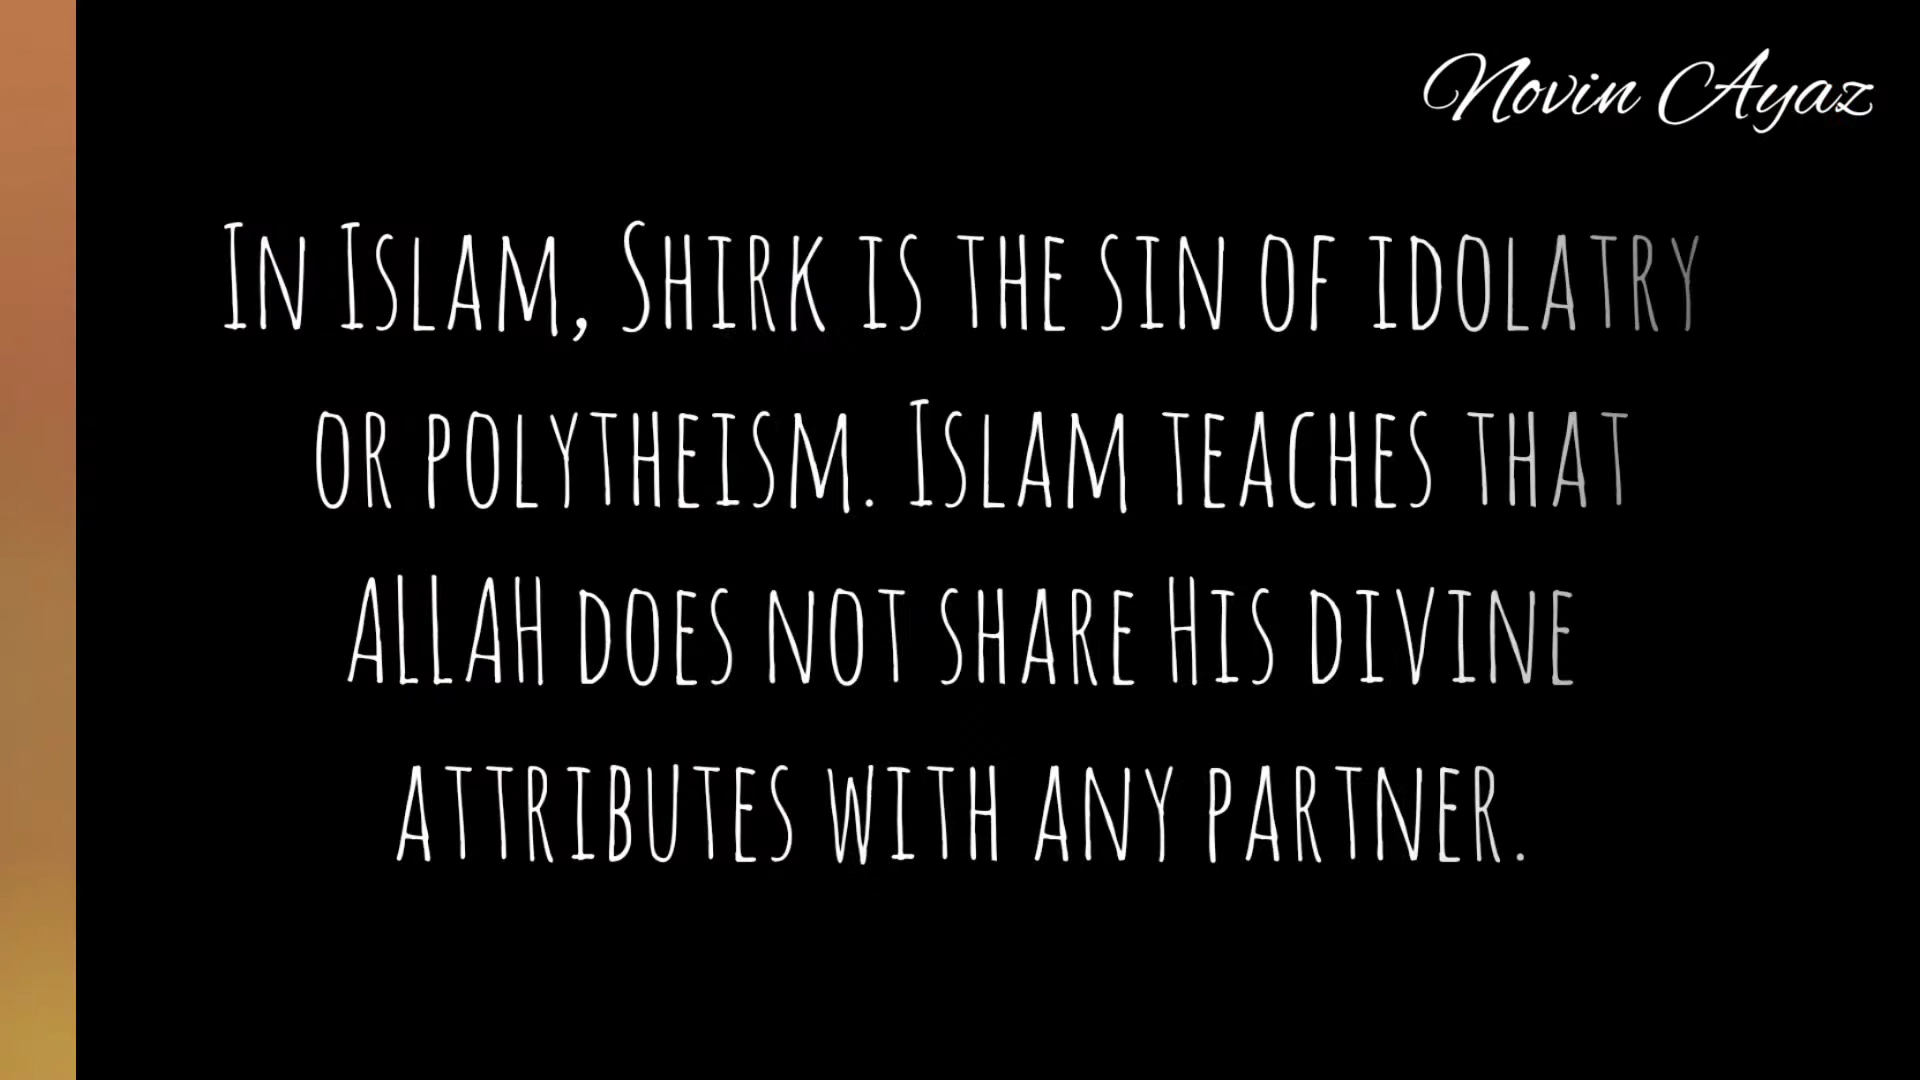 Novin Ayaz
In Islam, Shirk is the sin of idolatry
or polytheism. Islam teaches that
ALLAH does not share His divine
attributes with any partner.